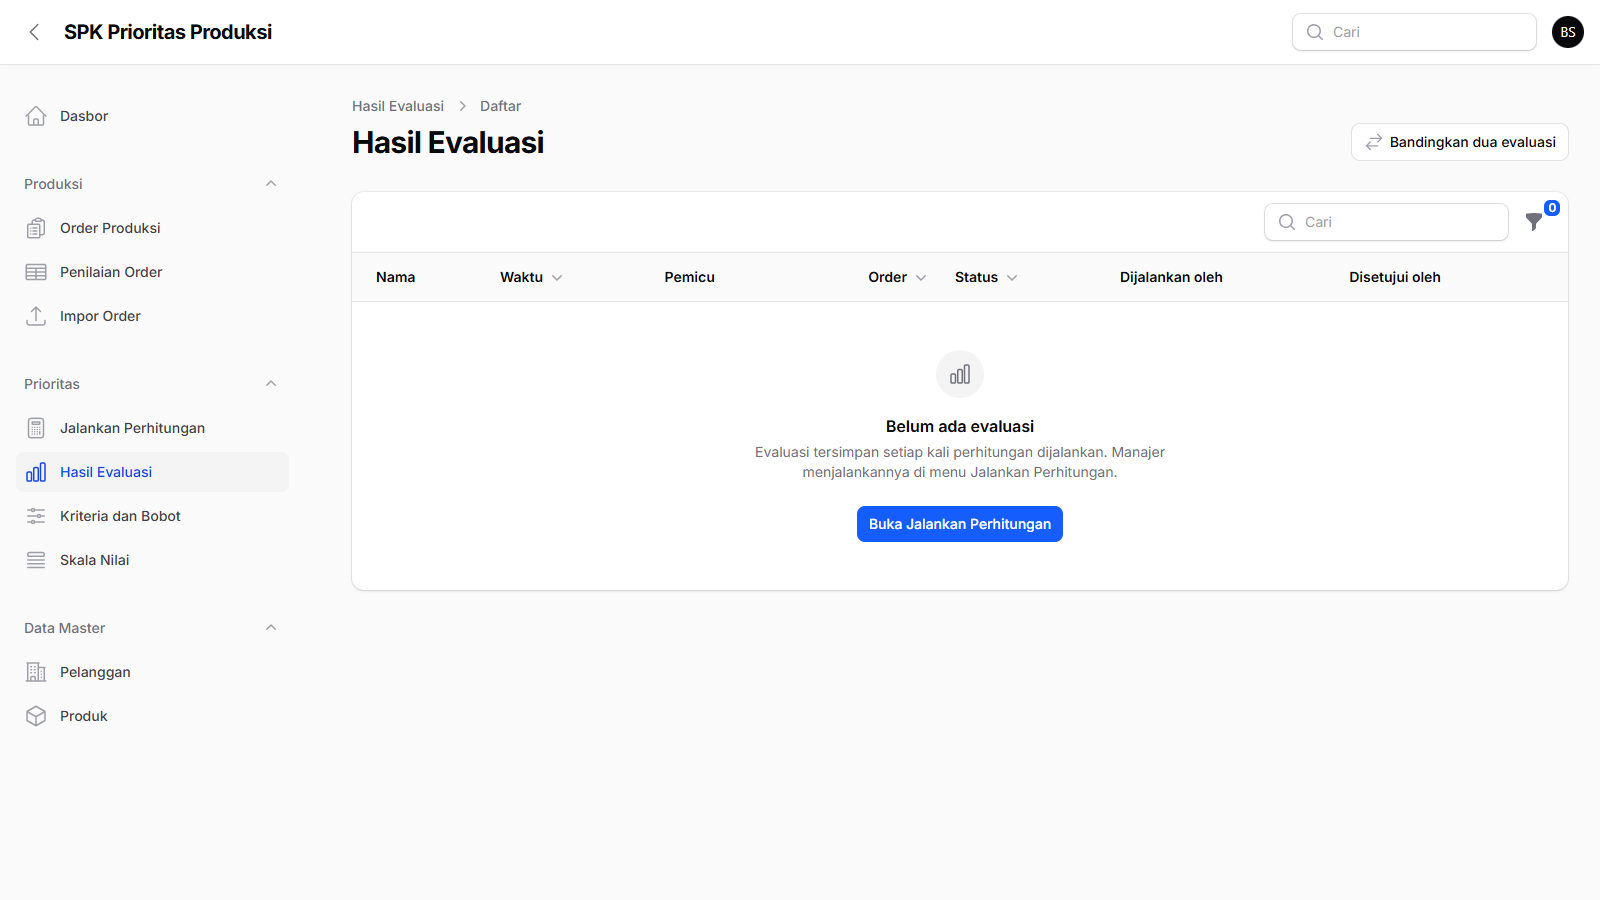 SPK Prioritas Produksi
Cari
BS
Dasbor
Produksi
Order Produksi
Penilaian Order
Impor Order
Prioritas
Jalankan Perhitungan
Hasil Evaluasi
Kriteria dan Bobot
Skala Nilai
Data Master
Pelanggan
Produk
Hasil Evaluasi > Daftar
Hasil Evaluasi
Bandingkan dua evaluasi
Cari
0
Nama Waktu Pemicu Order Status Dijalankan oleh Disetujui oleh
Belum ada evaluasi
Evaluasi tersimpan setiap kali perhitungan dijalankan. Manajer
menjalankannya di menu Jalankan Perhitungan.
Buka Jalankan Perhitungan